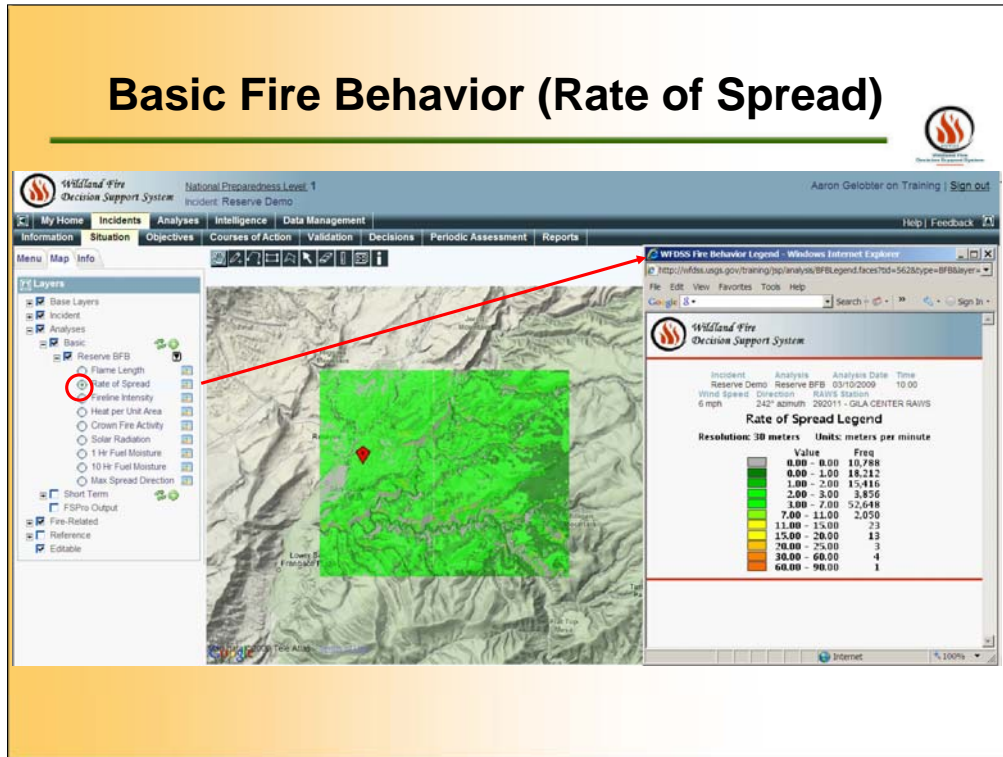 Basic Fire Behavior (Rate of Spread)
Wildland Fire
Decision Support System
National Preparedness Level: 1
Incident: Reserve Demo
Aaron Gelobter on Training | Sign out
My Home Incidents Analyses Intelligence Data Management
Help | Feedback
Information Situation Objectives Courses of Action Validation Decisions Periodic Assessment Reports
Menu Map Info
Layers
Base Layers
Incident
Analyses
Basic
Reserve BFB
Flame Length
Rate of Spread
Fireline Intensity
Heat per Unit Area
Crown Fire Activity
Solar Radiation
1 Hr Fuel Moisture
10 Hr Fuel Moisture
Max Spread Direction
Short Term
FSPro Output
Fire-Related
Reference
Editable
WFDSS Fire Behavior Legend - Windows Internet Explorer
File Edit View Favorites Tools Help
Google Search Sign In
Wildland Fire
Decision Support System
Incident Analysis Analysis Date Time
Reserve Demo Reserve BFB 03/10/2009 10:00
Wind Speed Direction RAWS Station
6 mph 242° azimuth 292011 - GILA CENTER RAWS
Rate of Spread Legend
Resolution: 30 meters Units: meters per minute
Value Freq
0.00 - 0.00 10,788
0.00 - 1.00 18,212
1.00 - 2.00 15,416
2.00 - 3.00 3,856
3.00 - 7.00 52,648
7.00 - 11.00 2,050
11.00 - 15.00 23
15.00 - 20.00 13
20.00 - 25.00 3
30.00 - 60.00 4
60.00 - 90.00 1
Internet 100%